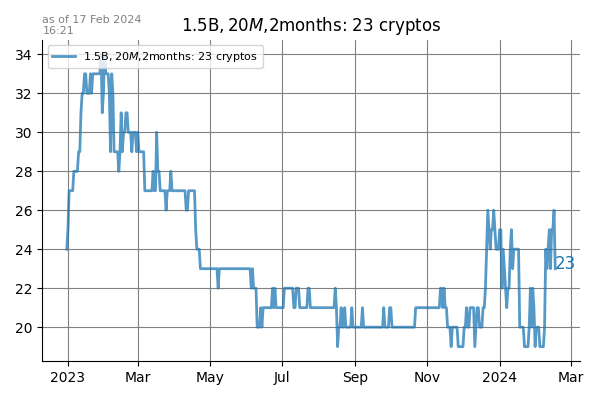 as of 17 Feb 2024
16:21
1.5B, 20M,2months: 23 cryptos
1.5B, 20M,2months: 23 cryptos
34
32
30
28
26
24
22
20
23
2023 Mar May Jul Sep Nov 2024 Mar